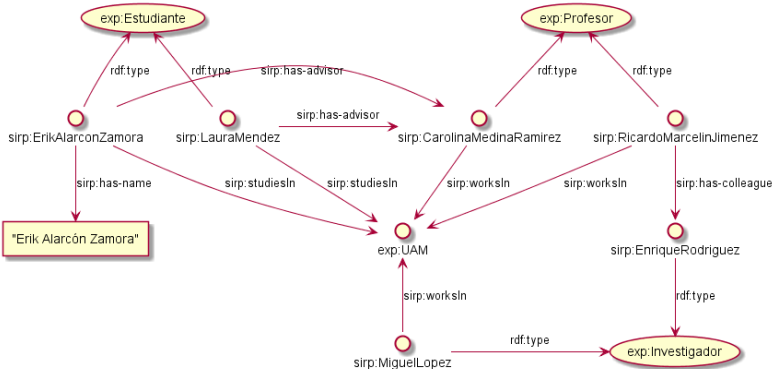 exp:Estudiante
exp:Profesor
rdf:type
rdf:type
sirp:has-advisor
rdf:type
rdf:type
sirp:ErikAlarconZamora
sirp:LauraMendez
sirp:has-advisor
sirp:CarolinaMedinaRamirez
sirp:RicardoMarcelinJimenez
sirp:has-name
sirp:studiesIn
sirp:studiesIn
sirp:worksIn
sirp:worksIn
sirp:has-colleague
"Erik Alarcón Zamora"
exp:UAM
sirp:EnriqueRodriguez
sirp:worksIn
rdf:type
rdf:type
sirp:MiguelLopez
exp:Investigador